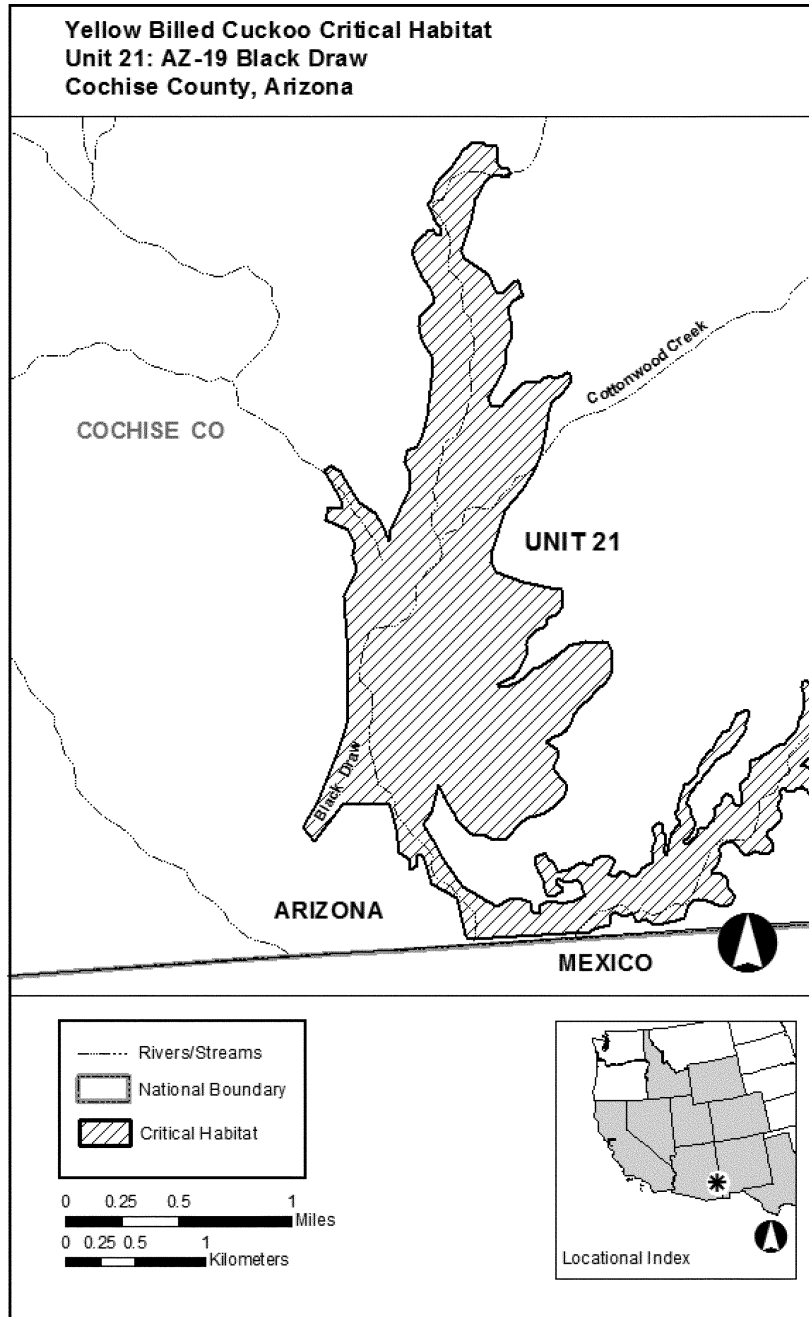 Yellow Billed Cuckoo Critical Habitat
Unit 21: AZ-19 Black Draw
Cochise County, Arizona
Cottonwood Creek
COCHISE CO
UNIT 21
Black Draw
ARIZONA
MEXICO
Rivers/Streams
National Boundary
Critical Habitat
0 0.25 0.5 1
Miles
0 0.25 0.5 1
Kilometers
Locational Index